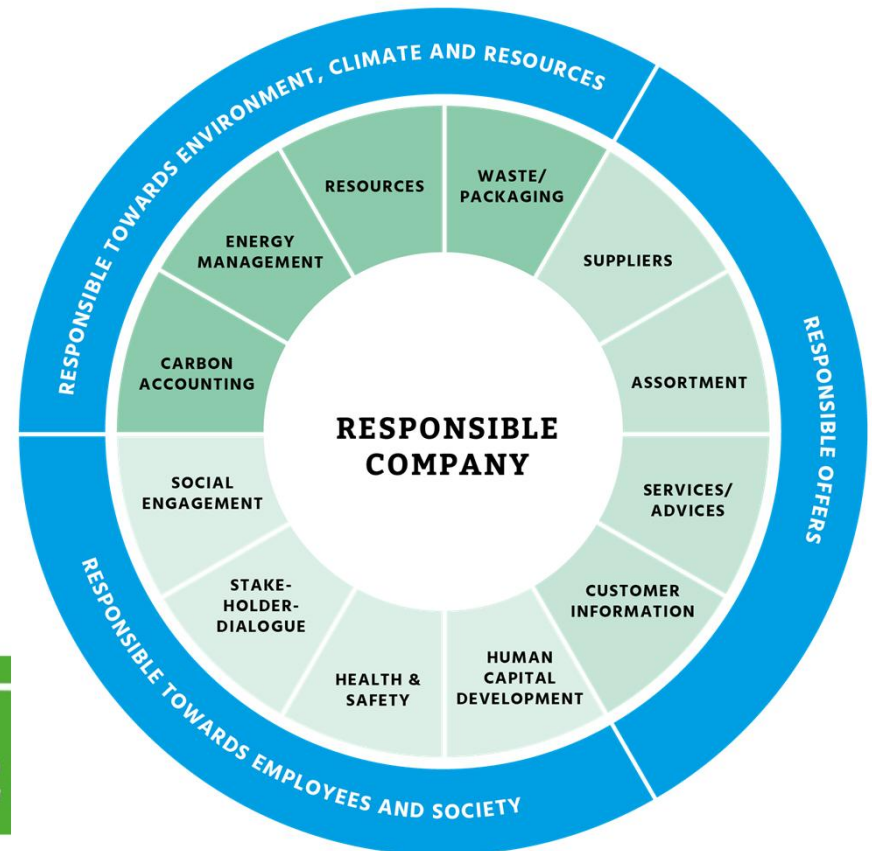 RESPONSIBLE TOWARDS ENVIRONMENT, CLIMATE AND RESOURCES
RESOURCES
WASTE/
PACKAGING
ENERGY
MANAGEMENT
SUPPLIERS
CARBON
ACCOUNTING
ASSORTMENT
RESPONSIBLE OFFERS
RESPONSIBLE
COMPANY
SOCIAL
ENGAGEMENT
SERVICES/
ADVICES
STAKE-
HOLDER-
DIALOGUE
CUSTOMER
INFORMATION
HEALTH &
SAFETY
HUMAN
CAPITAL
DEVELOPMENT
RESPONSIBLE TOWARDS EMPLOYEES AND SOCIETY